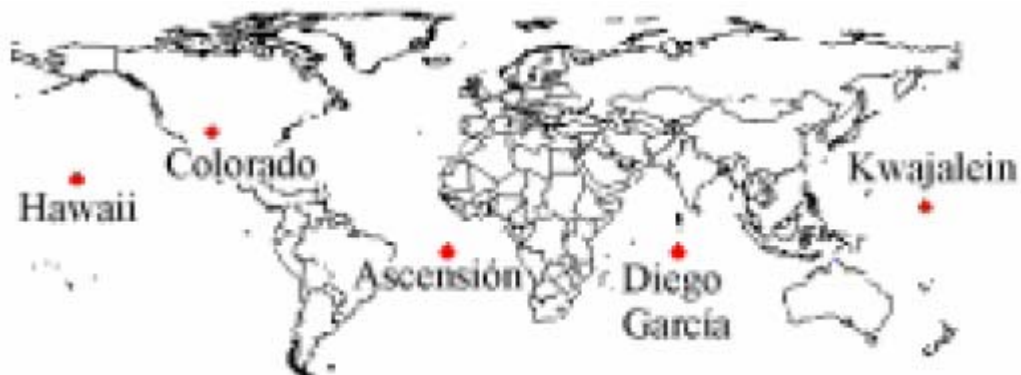 Colorado
Kwajalein
Hawaii
Ascensión
Diego
García